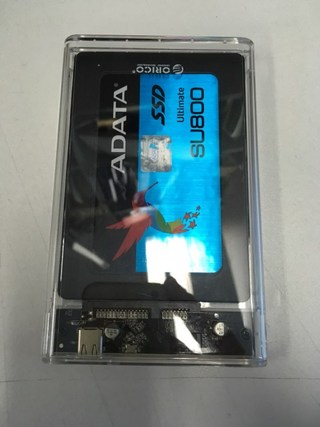 ORICO
ADATA
SSD
Ultimate
SU800